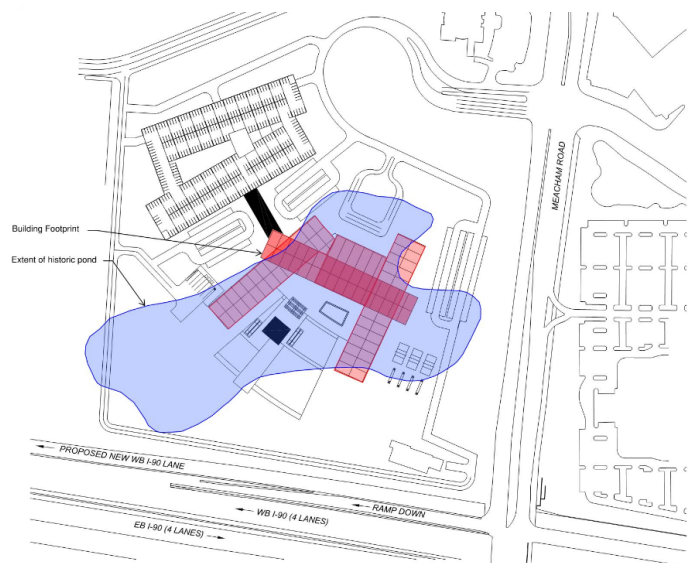 MEACHAM ROAD
Building Footprint
Extent of historic pond
PROPOSED NEW WB I-90 LANE
RAMP DOWN
WB I-90 (4 LANES)
EB I-90 (4 LANES)